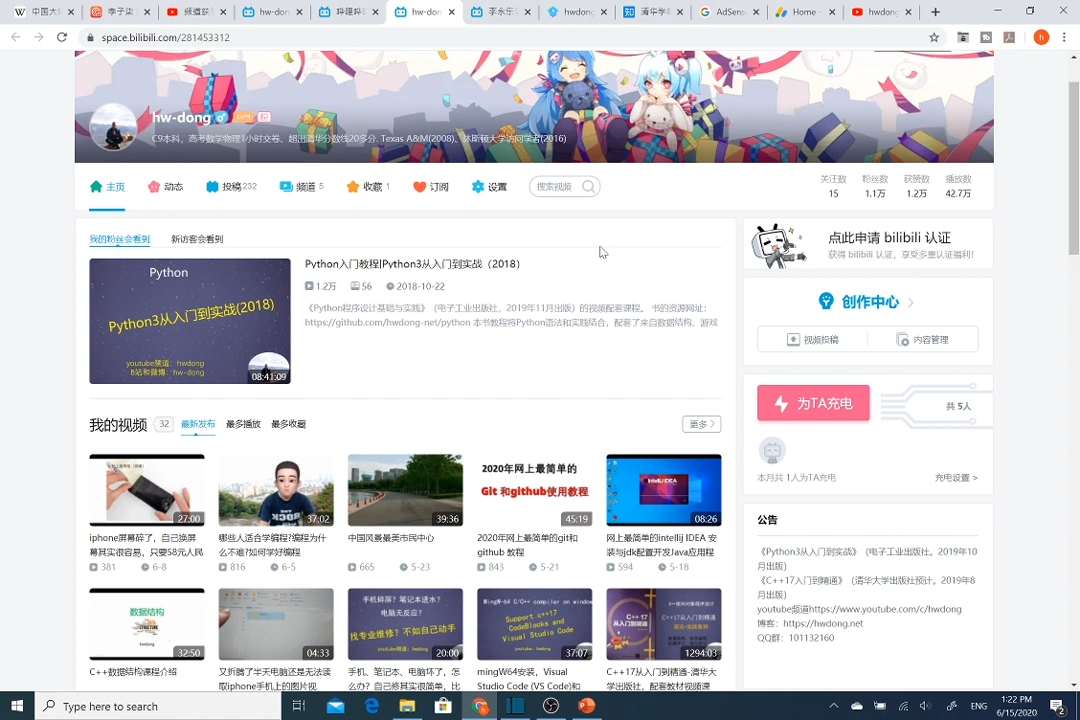 中国大
李子柒
频道获
hw-don
哔哩哔
hw-don
李永乐
hwdong
清华学
AdSens
Home -
hwdong
space.bilibili.com/281453312
hw-dong
C9本科，高考数学物理1小时交卷、超出清华分数线20多分. Texas A&M(2008)、休斯顿大学访问学者(2016)
主页
动态
投稿 232
频道 5
收藏 1
订阅
设置
搜索视频
关注数 粉丝数 获赞数 播放数
15 1.1万 1.2万 42.7万
我的粉丝会看到 新访客会看到
Python
Python3从入门到实战(2018)
youtube频道：hwdong
B站和微博：hw-dong
08:41:09
Python入门教程|Python3从入门到实战（2018）
1.2万 56 2018-10-22
《Python程序设计基础与实践》（电子工业出版社，2019年11月出版）的视频配套课程。 书的资源网址：
https://github.com/hwdong-net/python 本书教程将Python语法和实践结合，配套了来自数据结构、游戏
点此申请 bilibili 认证
获得 bilibili 认证，享受多重认证福利！
创作中心
视频投稿 内容管理
为TA充电
共 5人
本月共 1人为TA充电 充电设置 >
公告
《Python3从入门到实战》（电子工业出版社。2019年10
月出版）
《C++17从入门到精通》（清华大学出版社预计。2019年8
月出版）
youtube频道https://www.youtube.com/c/hwdong
博客：https://hwdong.net
QQ群：101132160
我的视频 32 最新发布 最多播放 最多收藏 更多
27:00
37:02
39:36
2020年网上最简单的
Git 和github使用教程
45:19
IntelliJ IDEA
08:26
iphone屏幕碎了，自己换屏
幕其实很容易，只要58元人民
381 6-8
哪些人适合学编程?编程为什
么不难?如何学好编程
816 6-5
中国风景最美市民中心
665 5-23
2020年网上最简单的git和
github 教程
843 5-21
网上最简单的intellij IDEA 安
装与jdk配置开发Java应用程
594 5-18
数据结构
32:50
04:33
手机碎屏？笔记本进水？
电脑无反应？
找专业维修？不如自己动手
20:00
MingW-64 C/C++ compiler on window
Support c++17
CodeBlocks and
Visual Studio Code
37:07
C++ 17
从入门到精通
1294:03
C++数据结构课程介绍
又折腾了半天电脑还是无法读
取iphone手机上的图片视
手机、笔记本、电脑坏了，怎
么办？自己修其实很简单，比
mingW64安装，Visual
Studio Code (VS Code)和
C++17从入门到精通-清华大
学出版社，配套教材视频课
Type here to search
ENG
1:22 PM
6/15/2020